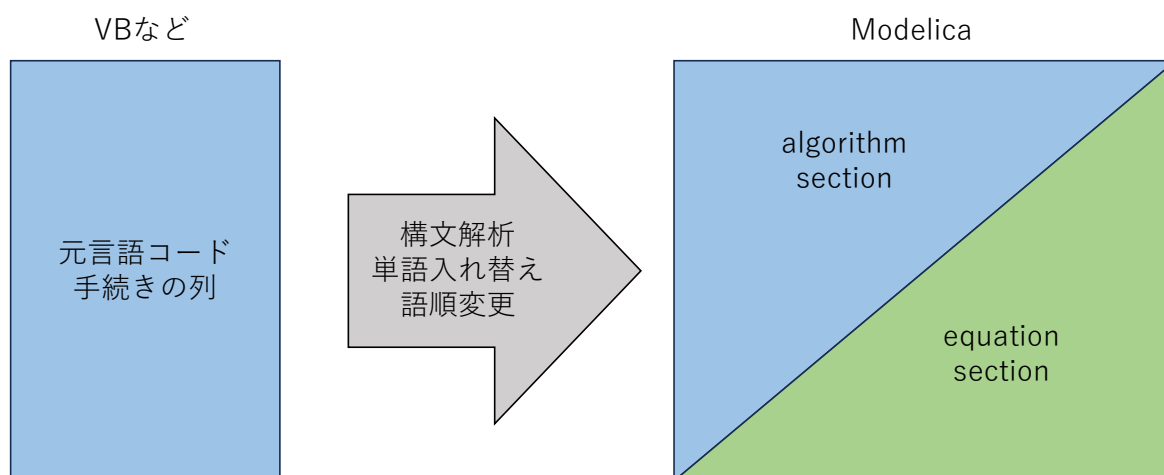 VBなど
Modelica
元言語コード
手続きの列
構文解析
単語入れ替え
語順変更
algorithm
section
equation
section